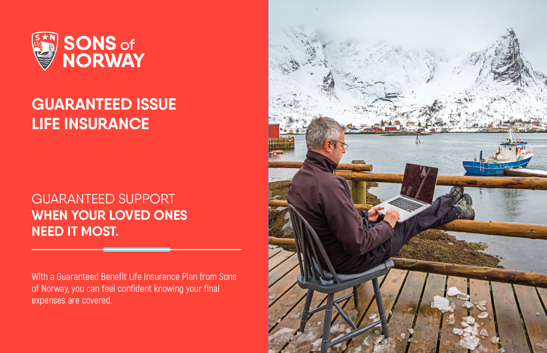 S N
SONS of
NORWAY
GUARANTEED ISSUE
LIFE INSURANCE
GUARANTEED SUPPORT
WHEN YOUR LOVED ONES
NEED IT MOST.
With a Guaranteed Benefit Life Insurance Plan from Sons
of Norway, you can feel confident knowing your final
expenses are covered.